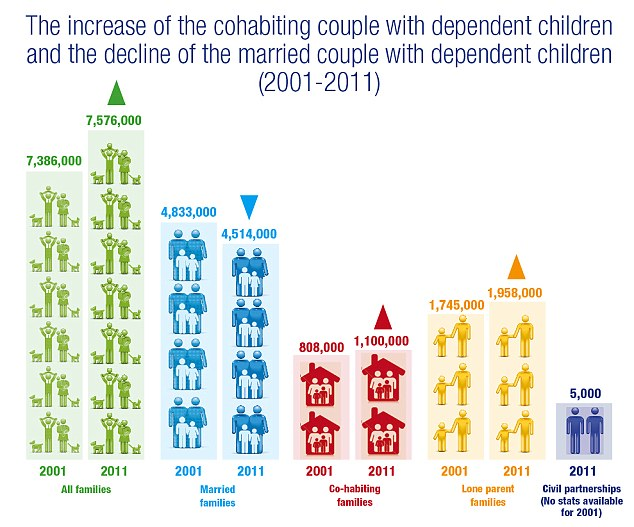 The increase of the cohabiting couple with dependent children
and the decline of the married couple with dependent children
(2001-2011)
7,386,000
7,576,000
4,833,000
4,514,000
808,000
1,100,000
1,745,000
1,958,000
5,000
2001 2011
All families
2001 2011
Married
families
2001 2011
Co-habiling
families
2001 2011
Lone parent
families
2011
Civil partnerships
(No stats available
for 2001)